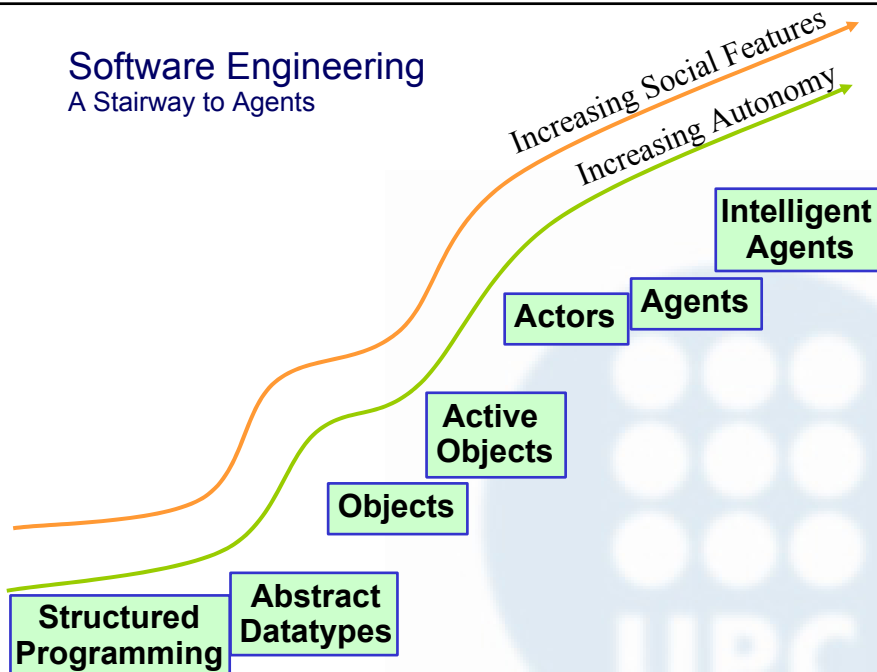 Software Engineering
A Stairway to Agents
Increasing Social Features
Increasing Autonomy
Intelligent
Agents
Actors
Agents
Active
Objects
Objects
Abstract
Datatypes
Structured
Programming
UPC